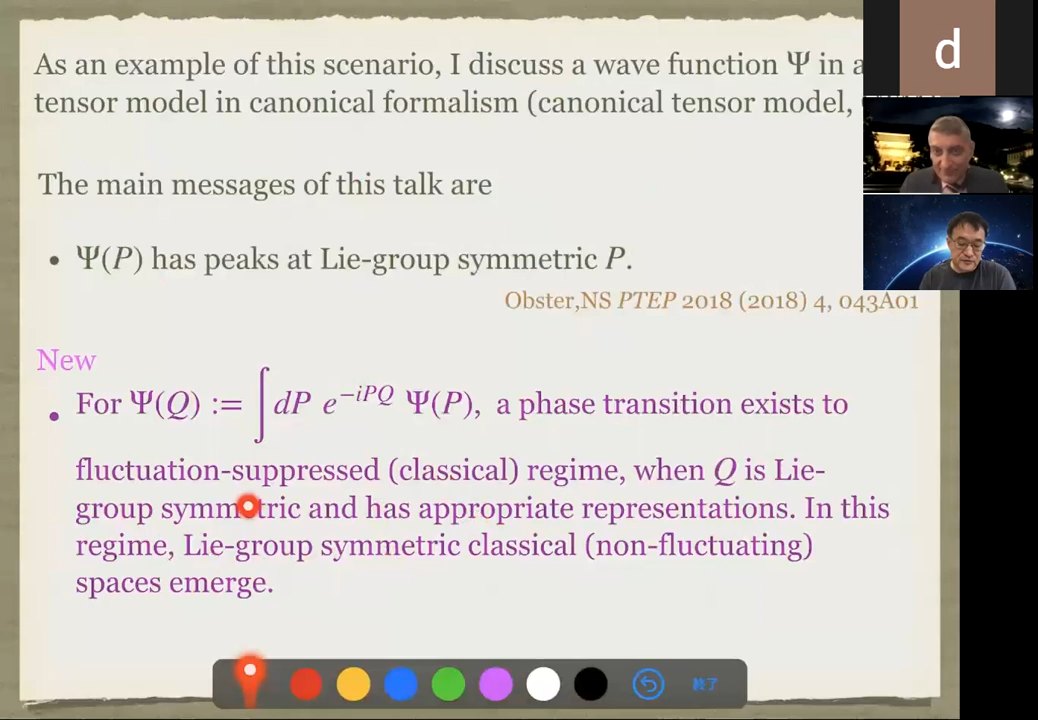 As an example of this scenario, I discuss a wave function Ψ in a
tensor model in canonical formalism (canonical tensor model,
The main messages of this talk are
• Ψ(P) has peaks at Lie-group symmetric P.
Obster,NS PTEP 2018 (2018) 4, 043A01
New
• For Ψ(Q) := ∫ dP e^{-iPQ} Ψ(P), a phase transition exists to
fluctuation-suppressed (classical) regime, when Q is Lie-
group symmetric and has appropriate representations. In this
regime, Lie-group symmetric classical (non-fluctuating)
spaces emerge.
d
終了